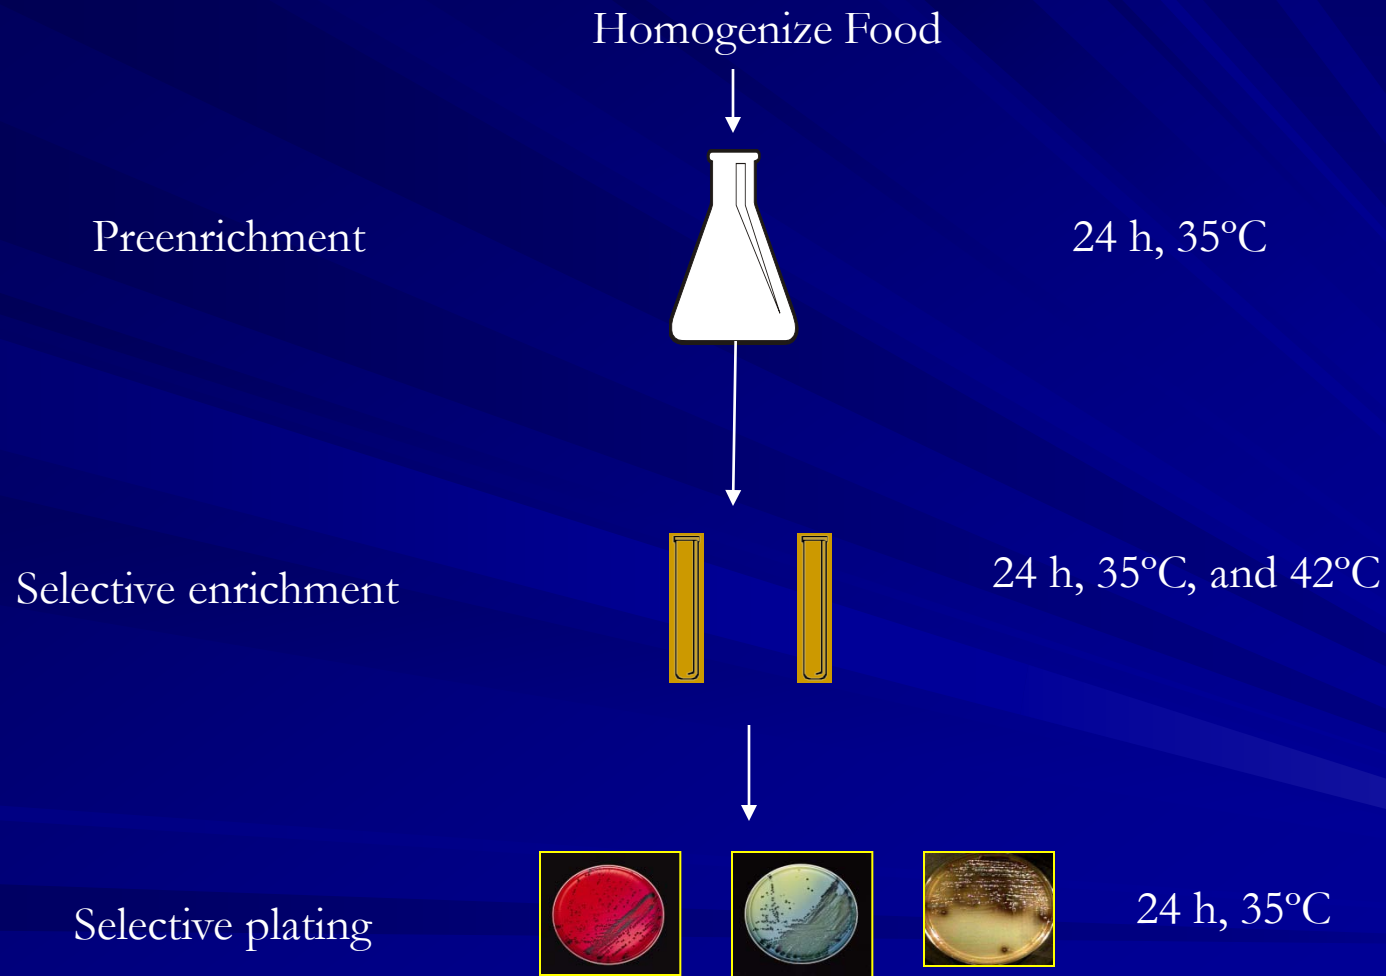 Homogenize Food
Preenrichment
24 h, 35°C
Selective enrichment
24 h, 35°C, and 42°C
Selective plating
24 h, 35°C